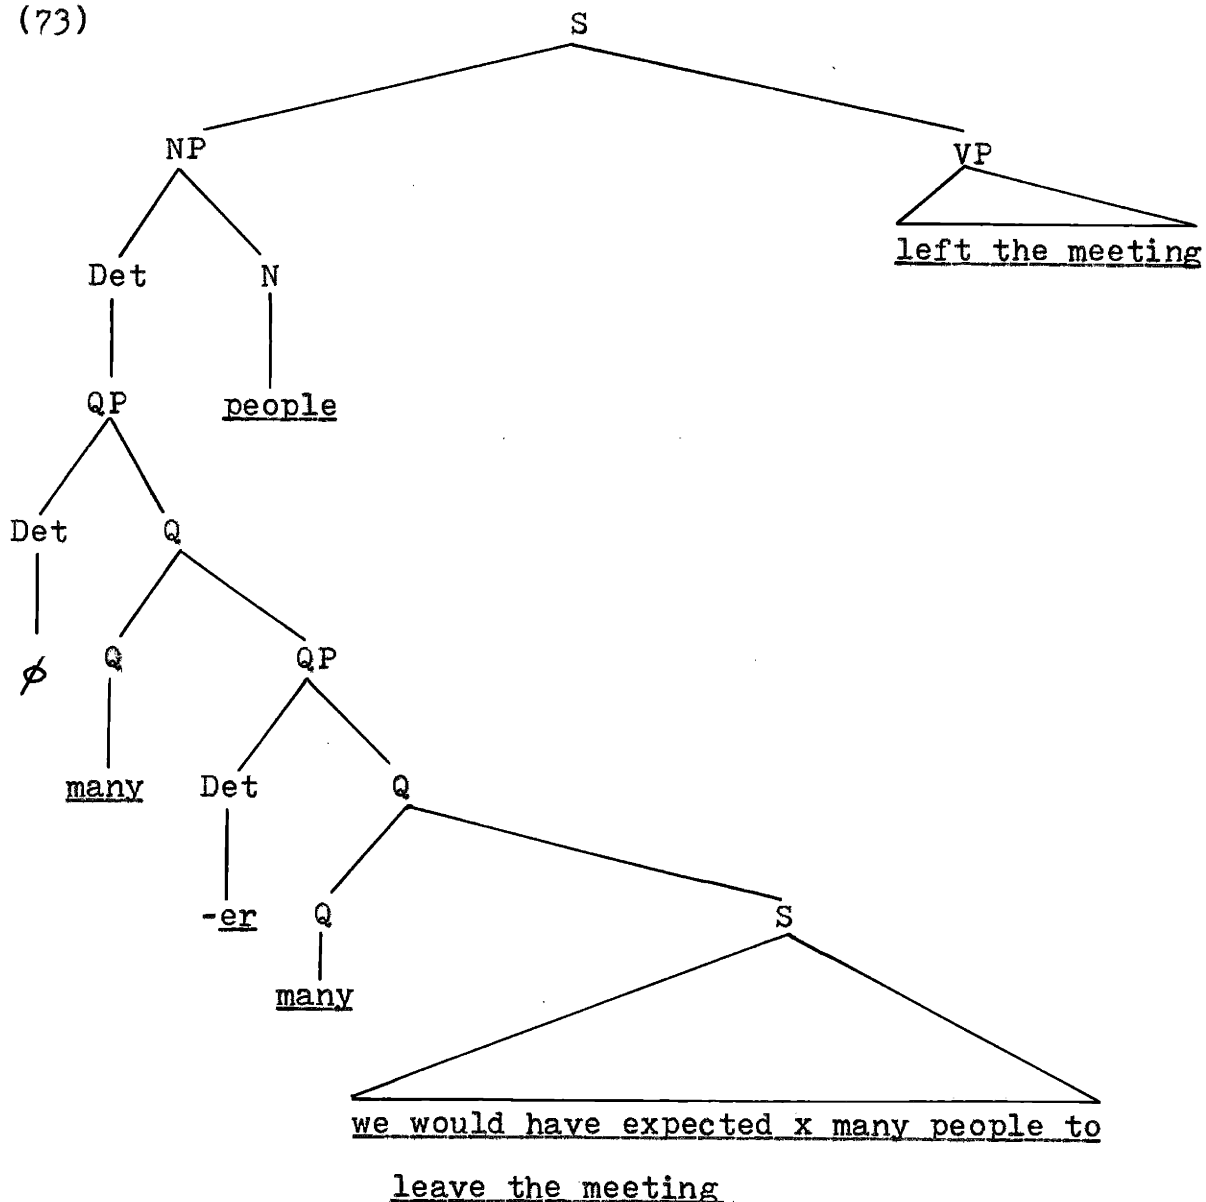 (73)
S
NP VP
left the meeting
Det N
QP people
Det Q
∅ Q QP
many Det Q
-er Q S
many
we would have expected x many people to
leave the meeting